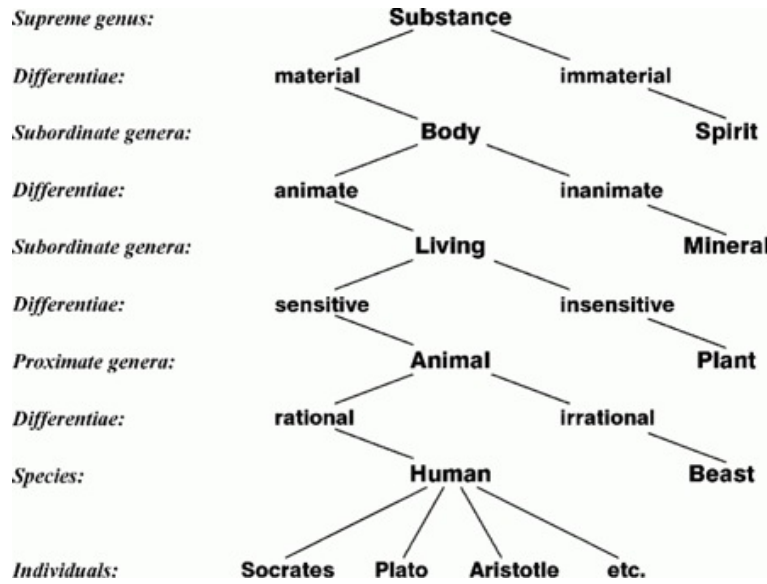 Supreme genus: Substance
Differentiae: material immaterial
Subordinate genera: Body Spirit
Differentiae: animate inanimate
Subordinate genera: Living Mineral
Differentiae: sensitive insensitive
Proximate genera: Animal Plant
Differentiae: rational irrational
Species: Human Beast
Individuals: Socrates Plato Aristotle etc.